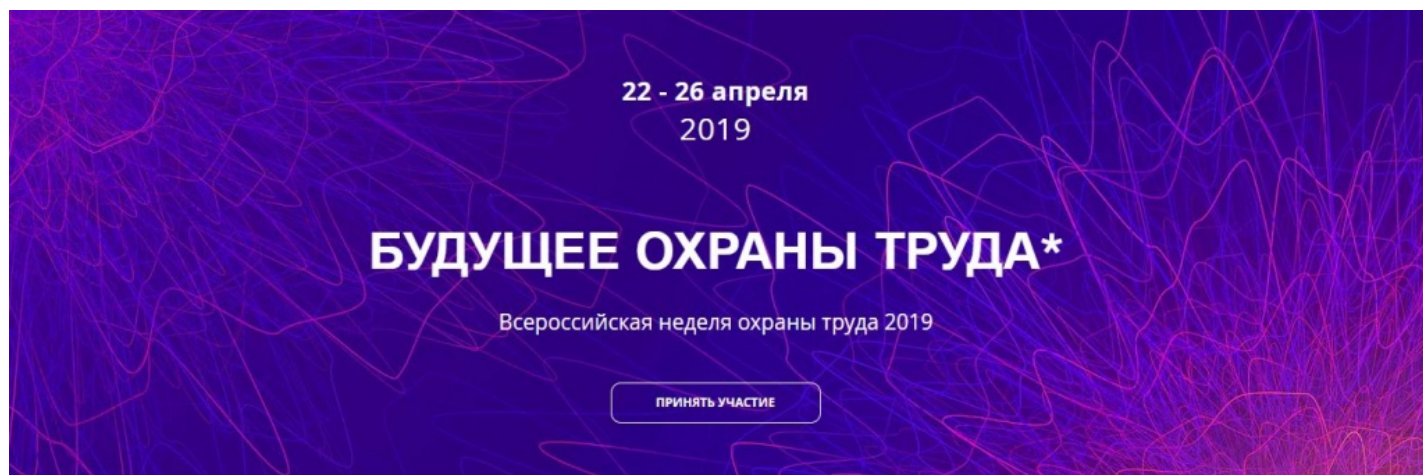 22 - 26 апреля
2019
БУДУЩЕЕ ОХРАНЫ ТРУДА*
Всероссийская неделя охраны труда 2019
ПРИНЯТЬ УЧАСТИЕ